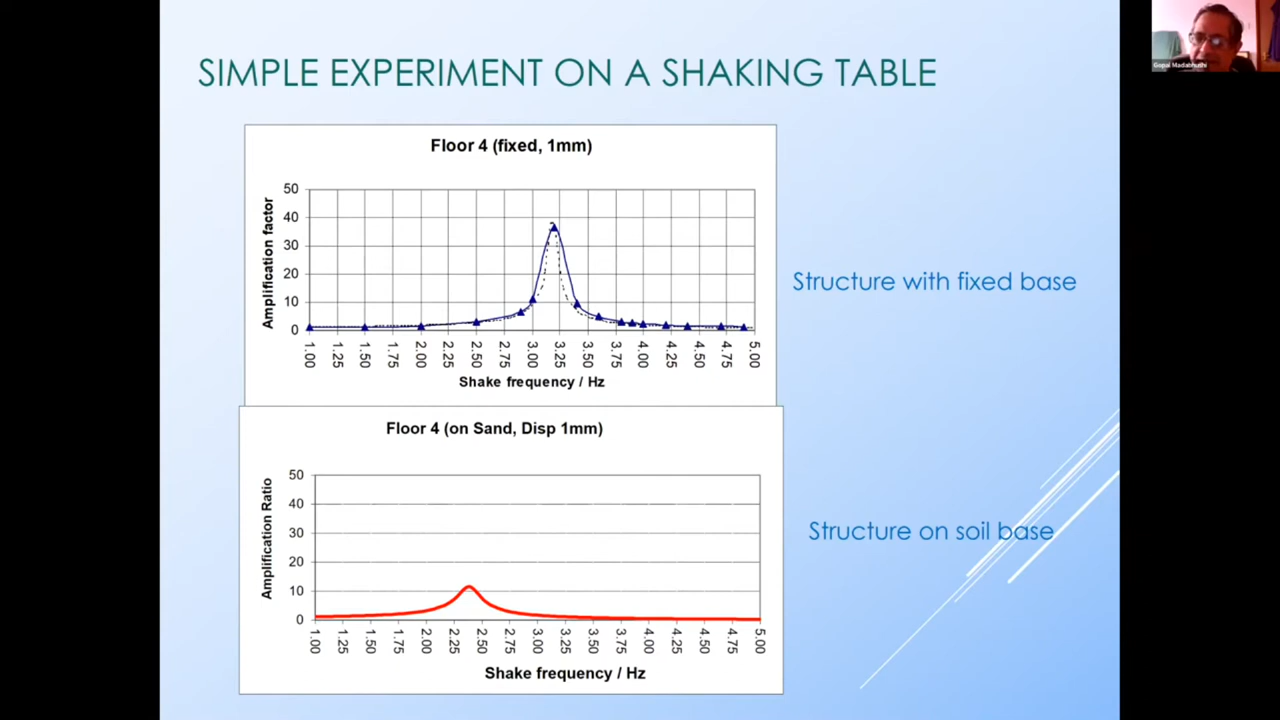 SIMPLE EXPERIMENT ON A SHAKING TABLE
Gopal Madabhushi
Floor 4 (fixed, 1mm)
Amplification factor
50
40
30
20
10
0
1.00 1.25 1.50 1.75 2.00 2.25 2.50 2.75 3.00 3.25 3.50 3.75 4.00 4.25 4.50 4.75 5.00
Shake frequency / Hz
Structure with fixed base
Floor 4 (on Sand, Disp 1mm)
Amplification Ratio
50
40
30
20
10
0
1.00 1.25 1.50 1.75 2.00 2.25 2.50 2.75 3.00 3.25 3.50 3.75 4.00 4.25 4.50 4.75 5.00
Shake frequency / Hz
Structure on soil base